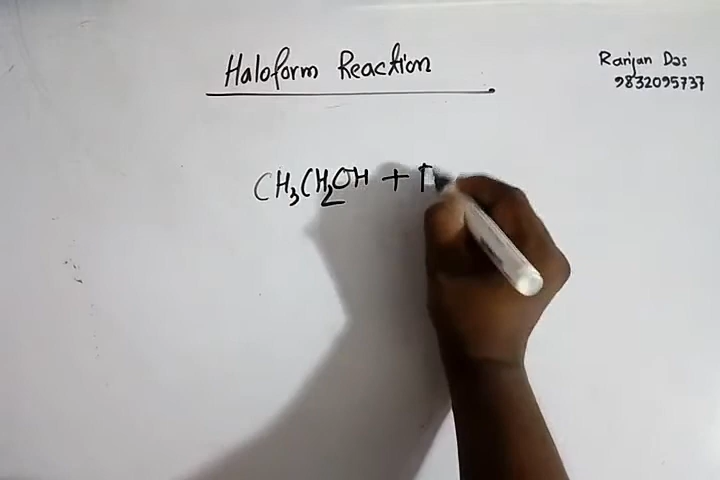 Haloform Reaction
Ranjan Das
9832095737
CH₃CH₂OH +